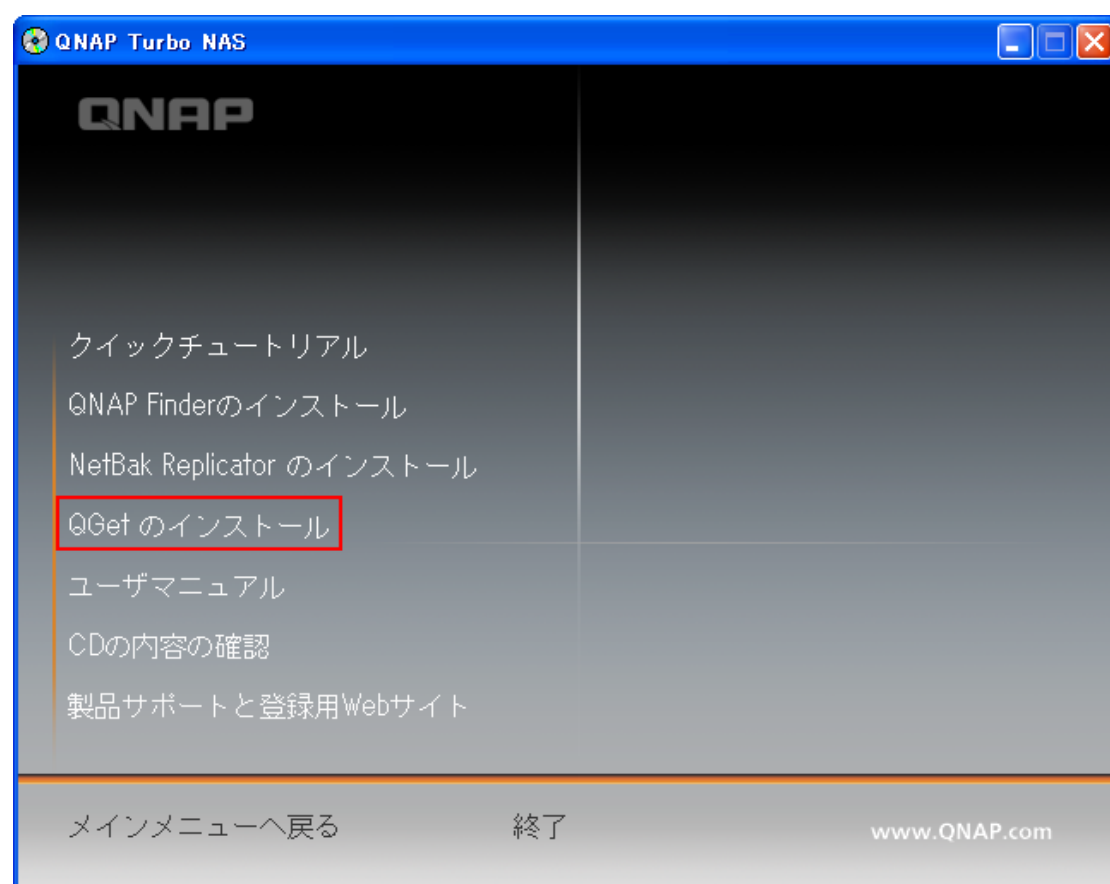 QNAP Turbo NAS
QNAP
クイックチュートリアル
QNAP Finderのインストール
NetBak Replicator のインストール
QGet のインストール
ユーザマニュアル
CDの内容の確認
製品サポートと登録用Webサイト
メインメニューへ戻る 終了 www.QNAP.com